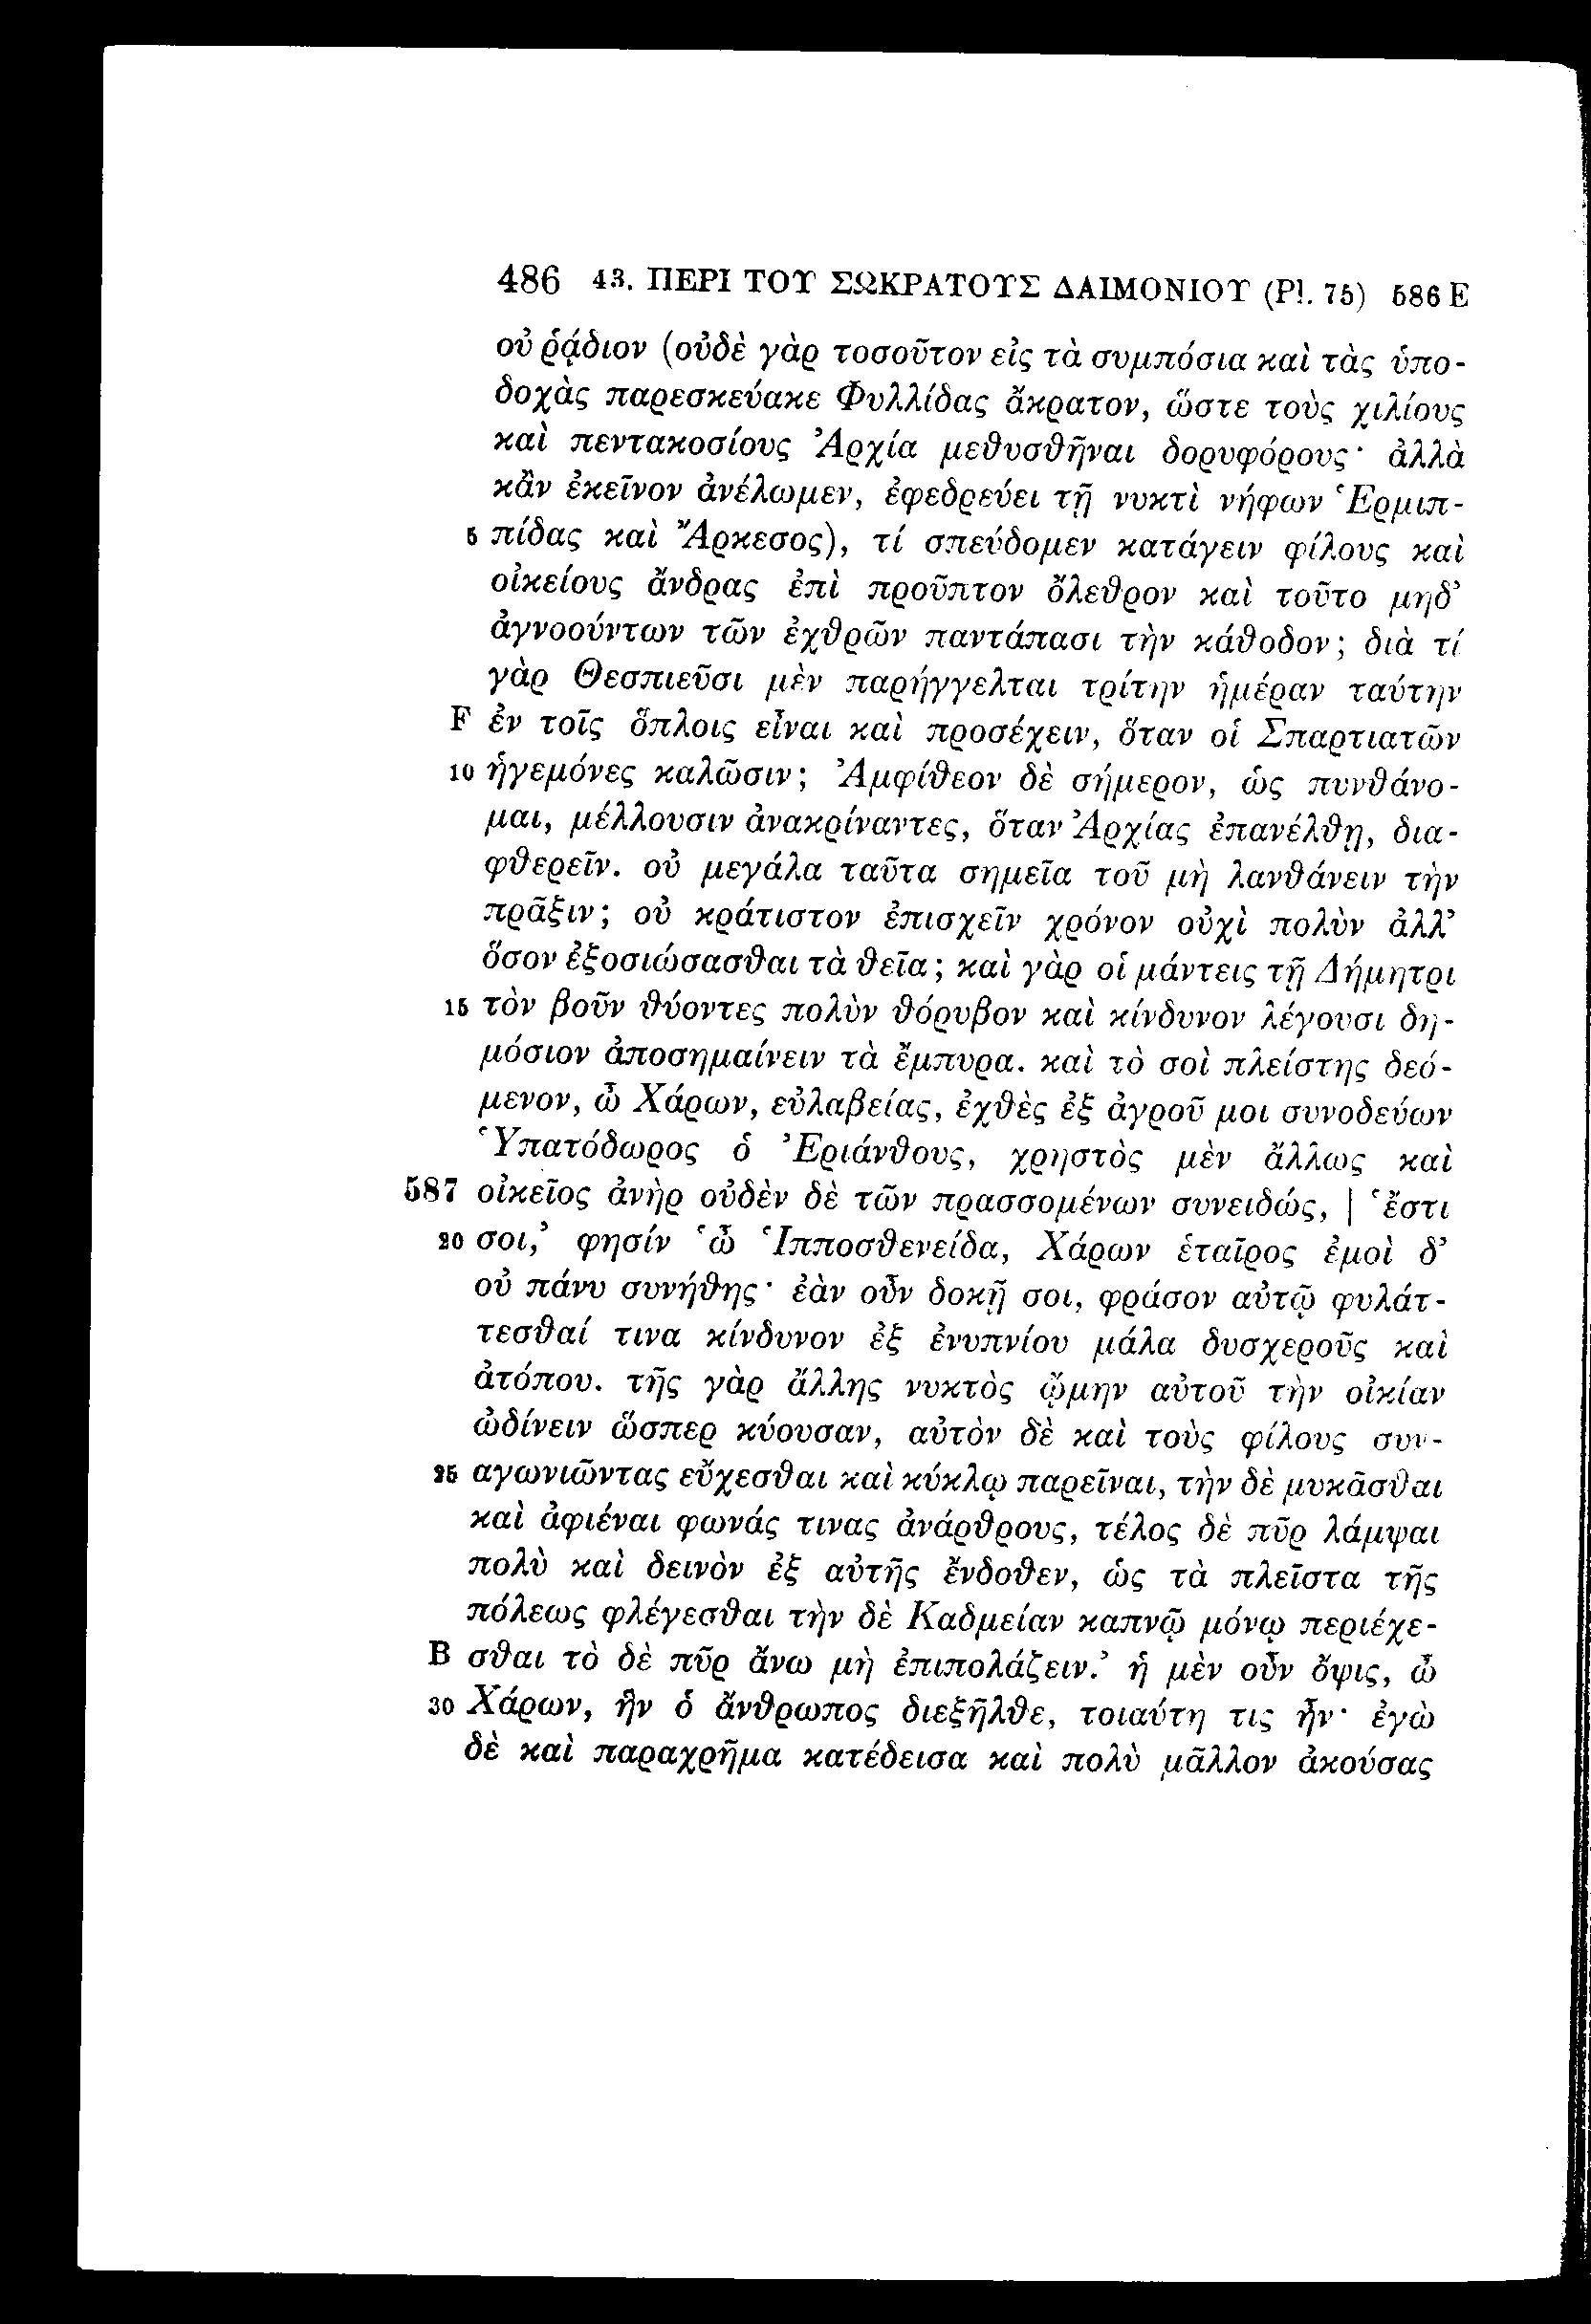 486 43. ΠΕΡΙ ΤΟΥ ΣΩΚΡΑΤΟΥΣ ΔΑΙΜΟΝΙΟΥ (Pl. 75) 586 E
οὐ ῥᾴδιον (οὐδὲ γὰρ τοσοῦτον εἰς τὰ συμπόσια καὶ τὰς ὑπο-
δοχὰς παρεσκεύακε Φυλλίδας ἄκρατον, ὥστε τοὺς χιλίους
καὶ πεντακοσίους Ἀρχία μεθυσθῆναι δορυφόρους· ἀλλὰ
κἂν ἐκεῖνον ἀνέλωμεν, ἐφεδρεύει τῇ νυκτὶ νήφων Ἑρμιπ-
5 πίδας καὶ Ἄρκεσος), τί σπεύδομεν κατάγειν φίλους καὶ
οἰκείους ἄνδρας ἐπὶ προῦπτον ὄλεθρον καὶ τοῦτο μηδ’
ἀγνοούντων τῶν ἐχθρῶν παντάπασι τὴν κάθοδον; διὰ τί
γὰρ Θεσπιεῦσι μὲν παρήγγελται τρίτην ἡμέραν ταύτην
F ἐν τοῖς ὅπλοις εἶναι καὶ προσέχειν, ὅταν οἱ Σπαρτιατῶν
10 ἡγεμόνες καλῶσιν; Ἀμφίθεον δὲ σήμερον, ὡς πυνθάνο-
μαι, μέλλουσιν ἀνακρίναντες, ὅταν Ἀρχίας ἐπανέλθῃ, δια-
φθερεῖν. οὐ μεγάλα ταῦτα σημεῖα τοῦ μὴ λανθάνειν τὴν
πρᾶξιν; οὐ κράτιστον ἐπισχεῖν χρόνον οὐχὶ πολὺν ἀλλ’
ὅσον ἐξοσιώσασθαι τὰ θεῖα; καὶ γὰρ οἱ μάντεις τῇ Δήμητρι
15 τὸν βοῦν θύοντες πολὺν θόρυβον καὶ κίνδυνον λέγουσι δη-
μόσιον ἀποσημαίνειν τὰ ἔμπυρα. καὶ τὸ σοὶ πλείστης δεό-
μενον, ὦ Χάρων, εὐλαβείας, ἐχθὲς ἐξ ἀγροῦ μοι συνοδεύων
Ὑπατόδωρος ὁ Ἐριάνθους, χρηστὸς μὲν ἄλλως καὶ
587 οἰκεῖος ἀνὴρ οὐδὲν δὲ τῶν πρασσομένων συνειδώς, | ‘ἔστι
20 σοι,’ φησίν ‘ὦ Ἱπποσθενείδα, Χάρων ἑταῖρος ἐμοὶ δ’
οὐ πάνυ συνήθης· ἐὰν οὖν δοκῇ σοι, φράσον αὐτῷ φυλάτ-
τεσθαί τινα κίνδυνον ἐξ ἐνυπνίου μάλα δυσχεροῦς καὶ
ἀτόπου. τῆς γὰρ ἄλλης νυκτὸς ᾤμην αὐτοῦ τὴν οἰκίαν
ὠδίνειν ὥσπερ κύουσαν, αὐτὸν δὲ καὶ τοὺς φίλους συν-
25 αγωνιῶντας εὔχεσθαι καὶ κύκλῳ παρεῖναι, τὴν δὲ μυκᾶσθαι
καὶ ἀφιέναι φωνάς τινας ἀνάρθρους, τέλος δὲ πῦρ λάμψαι
πολὺ καὶ δεινὸν ἐξ αὐτῆς ἔνδοθεν, ὡς τὰ πλεῖστα τῆς
πόλεως φλέγεσθαι τὴν δὲ Καδμείαν καπνῷ μόνῳ περιέχε-
B σθαι τὸ δὲ πῦρ ἄνω μὴ ἐπιπολάζειν.’ ἡ μὲν οὖν ὄψις, ὦ
30 Χάρων, ἣν ὁ ἄνθρωπος διεξῆλθε, τοιαύτη τις ἦν· ἐγὼ
δὲ καὶ παραχρῆμα κατέδεισα καὶ πολὺ μᾶλλον ἀκούσας